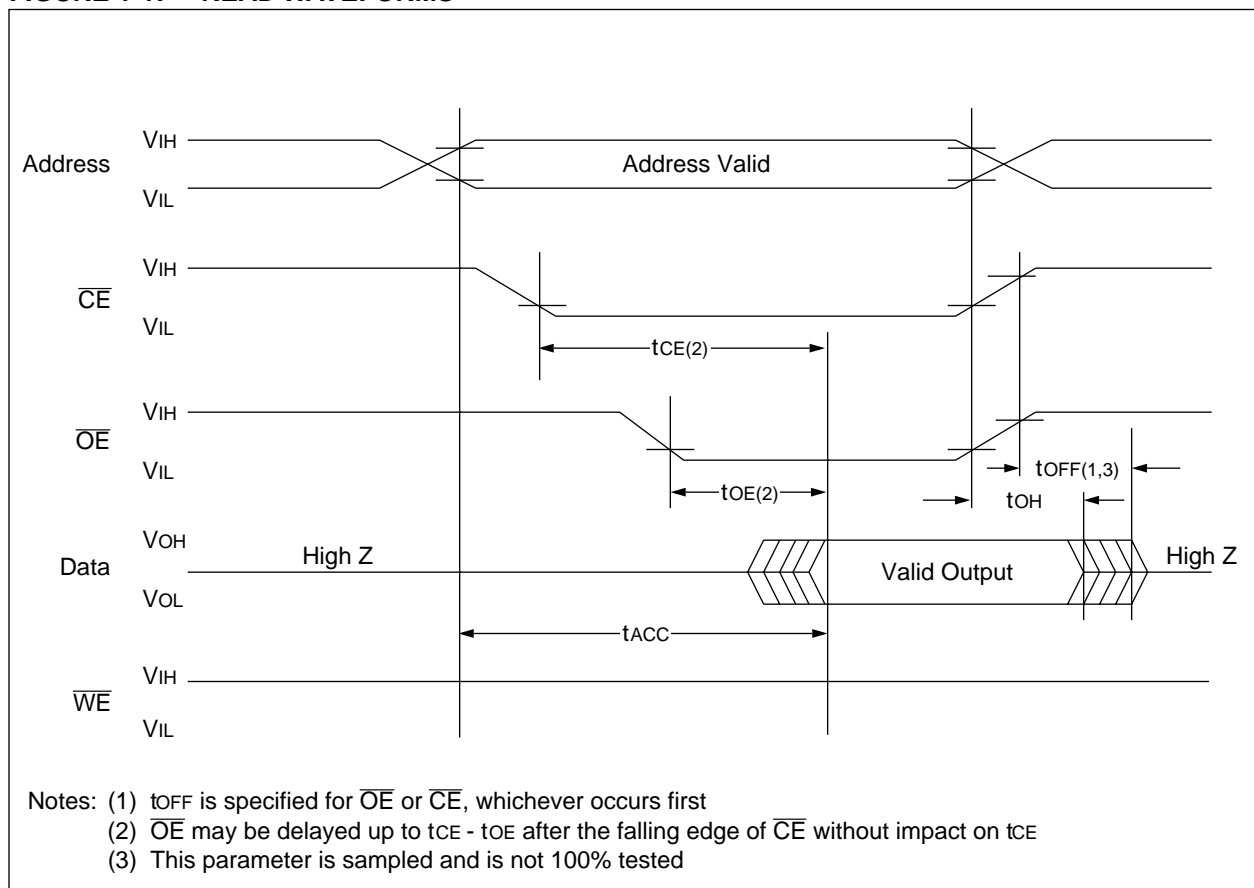 VIH
Address
Address Valid
VIL
VIH
CE
VIL
tCE(2)
VIH
OE
VIL
tOFF(1,3)
tOE(2)
tOH
VOH
High Z
Data
Valid Output
High Z
VOL
tACC
VIH
WE
VIL
Notes: (1) tOFF is specified for OE or CE, whichever occurs first
(2) OE may be delayed up to tCE - tOE after the falling edge of CE without impact on tCE
(3) This parameter is sampled and is not 100% tested